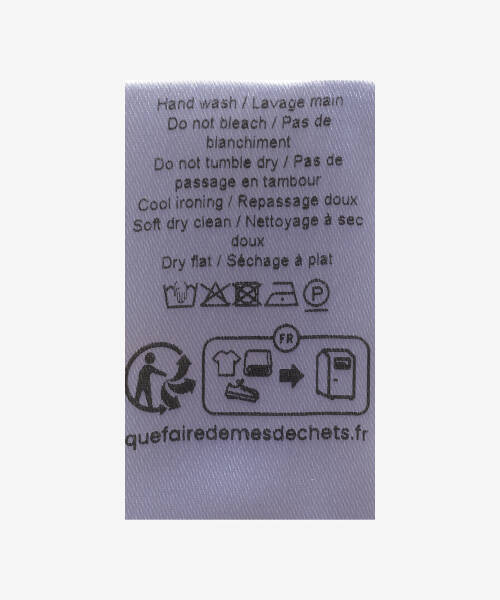 Hand wash / Lavage main
Do not bleach / Pas de
blanchiment
Do not tumble dry / Pas de
passage en tambour
Cool ironing / Repassage doux
Soft dry clean / Nettoyage à sec
doux
Dry flat / Séchage à plat
P
FR
quefairedemesdechets.fr